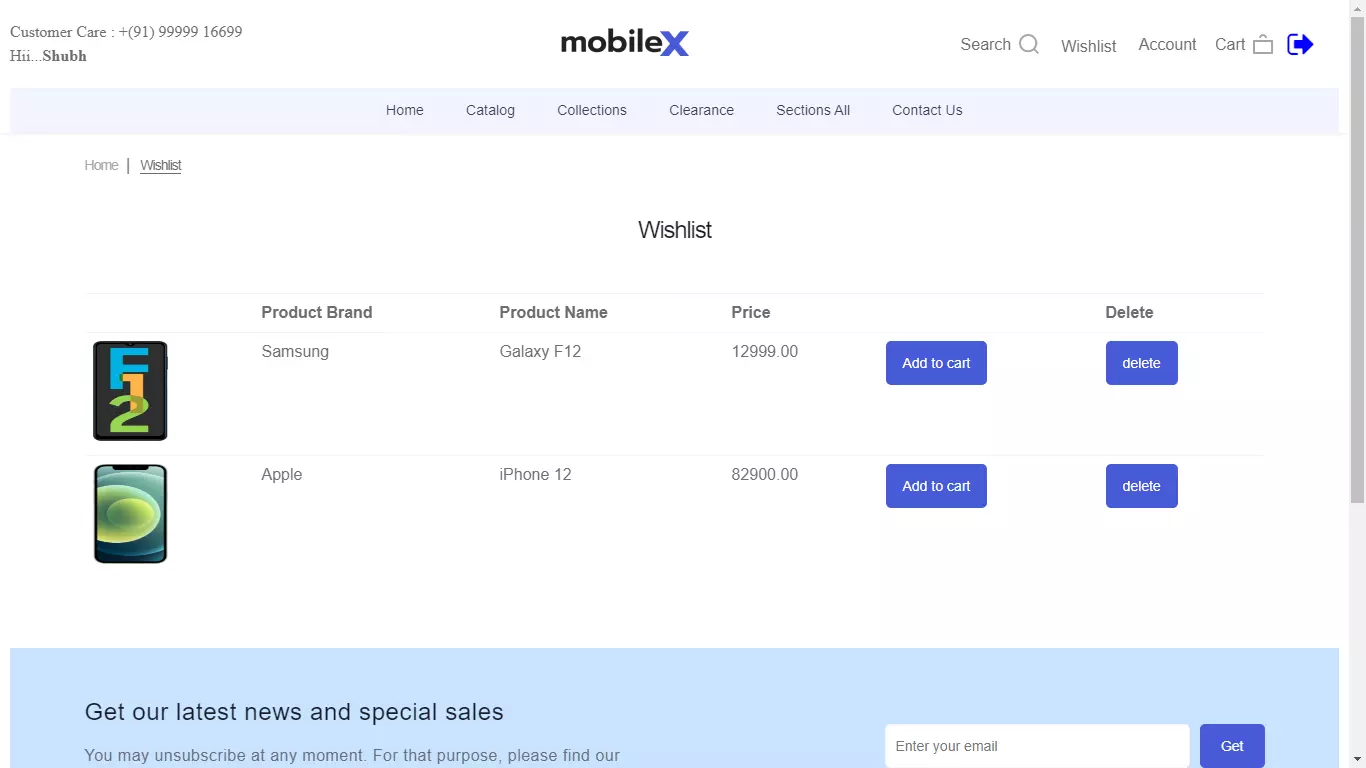 Customer Care : +(91) 99999 16699
Hii...Shubh
mobileX
Search Wishlist Account Cart
Home Catalog Collections Clearance Sections All Contact Us
Home | Wishlist
Wishlist
Product Brand Product Name Price Delete
F12
Samsung Galaxy F12 12999.00 Add to cart delete
Apple iPhone 12 82900.00 Add to cart delete
Get our latest news and special sales
You may unsubscribe at any moment. For that purpose, please find our
Enter your email Get